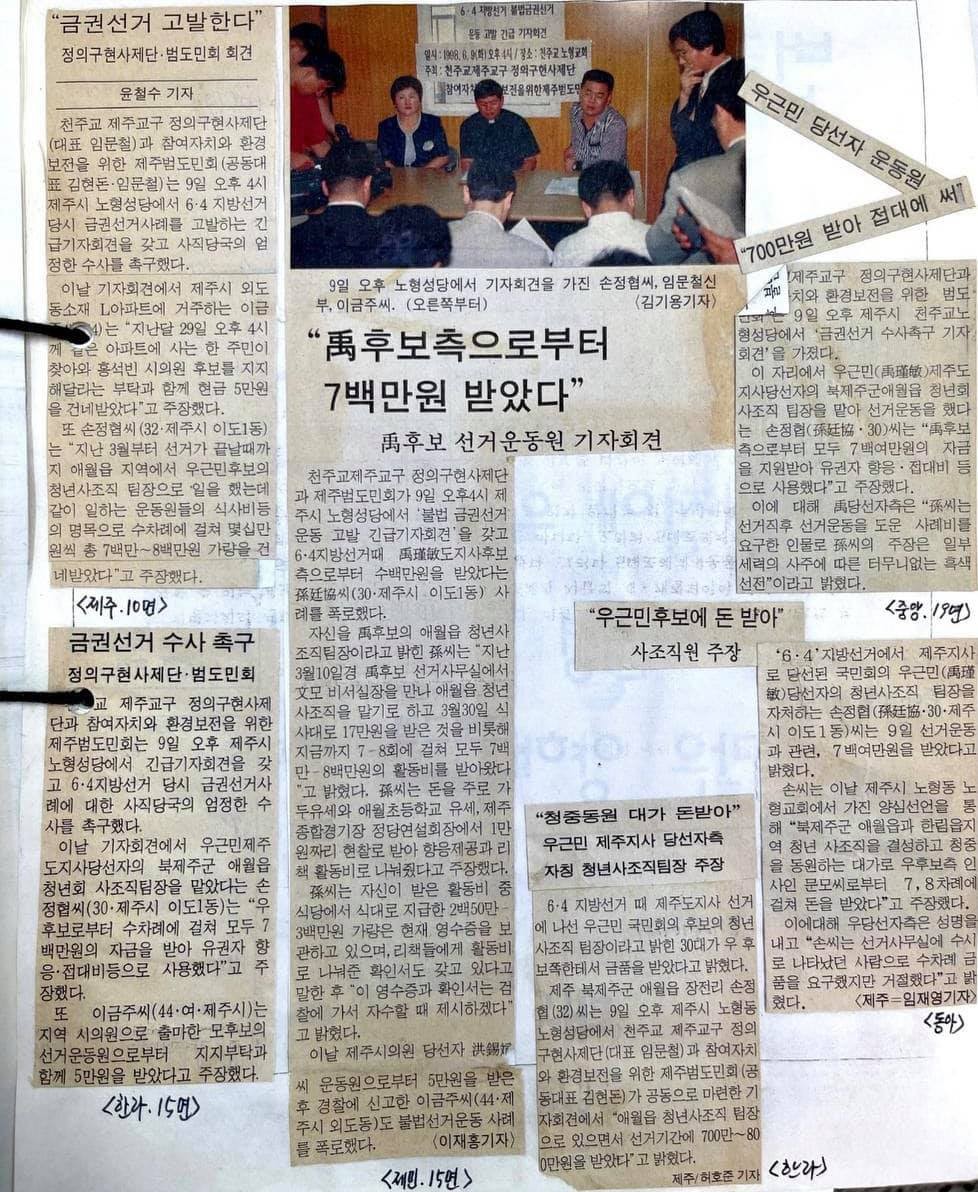 “금권선거 고발한다”
정의구현사제단·범도민회 회견
윤철수 기자
천주교 제주교구 정의구현사제단
(대표 임문철)과 참여자치와 환경
보전을 위한 제주범도민회(공동대
표 김현돈·임문철)는 9일 오후 4시
제주시 노형성당에서 6·4 지방선거
당시 금권선거사례를 고발하는 긴
급기자회견을 갖고 사직당국의 엄
정한 수사를 촉구했다.
이날 기자회견에서 제주시 외도
동소재 L아파트에 거주하는 이금
4)는 “지난달 29일 오후 4시
께 같은 아파트에 사는 한 주민이
찾아와 홍석빈 시의원 후보를 지지
해달라는 부탁과 함께 현금 5만원
을 건네받았다”고 주장했다.
또 손정협씨(32·제주시 이도1동)
는 “지난 3월부터 선거가 끝날때까
지 애월읍 지역에서 우근민후보의
청년사조직 팀장으로 일을 했는데
같이 일하는 운동원들의 식사비등
의 명목으로 수차례에 걸쳐 몇십만
원씩 총 7백만~8백만원 가량을 건
네받았다”고 주장했다.
<제주.10면>
금권선거 수사 촉구
정의구현사제단·범도민회
교 제주교구 정의구현사제
단과 참여자치와 환경보전을 위한
제주범도민회는 9일 오후 제주시
노형성당에서 긴급기자회견을 갖
고 6·4지방선거 당시 금권선거사
례에 대한 사직당국의 엄정한 수
사를 촉구했다.
이날 기자회견에서 우근민제주
도지사당선자의 북제주군 애월읍
청년회 사조직팀장을 맡았다는 손
정협씨(30·제주시 이도1동)는 “우
후보로부터 수차례에 걸쳐 모두 7
백만원의 자금을 받아 유권자 향
응·접대비등으로 사용했다”고 주
장했다.
또 이금주씨(44·여·제주시)는
지역 시의원으로 출마한 모후보의
선거운동원으로부터 지지부탁과
함께 5만원을 받았다고 주장했다.
<한라.15면>
6·4 지방선거 불법금권선거
운동 고발 긴급 기자회견
일시:1998.6.9(화)오후4시/장소:천주교 노형교회
주최:천주교제주교구 정의구현사제단
참여자치 보전을위한제주범도민
9일 오후 노형성당에서 기자회견을 가진 손정협씨, 임문철신
부, 이금주씨. (오른쪽부터) (김기용기자)
“禹후보측으로부터
7백만원 받았다”
禹후보 선거운동원 기자회견
천주교제주교구 정의구현사제단
과 제주범도민회가 9일 오후4시 제
주시 노형성당에서 ‘불법 금권선거
운동 고발 긴급 기자회견’을 갖고
6·4지방선거때 禹瑾敏도지사후보
측으로부터 수백만원을 받았다는
孫廷協씨(30·제주시 이도1동) 사
례를 폭로했다.
자신을 禹후보의 애월읍 청년사
조직팀장이라고 밝힌 孫씨는 “지난
3월10일경 禹후보 선거사무실에서
文모 비서실장을 만나 애월읍 청년
사조직을 맡기로 하고 3월30일 식
사대로 17만원을 받은 것을 비롯해
지금까지 7-8회에 걸쳐 모두 7백
만-8백만원의 활동비를 받아왔다”
고 밝혔다. 孫씨는 돈을 주로 가
두유세와 애월초등학교 유세, 제주
종합경기장 정당연설회장에서 1만
원짜리 현찰로 받아 향응제공과 리
책 활동비로 나눠줬다고 주장했다.
孫씨는 자신이 받은 활동비 중
식당에서 식대로 지급한 2백50만-
3백만원 가량은 현재 영수증을 보
관하고 있으며, 리책들에게 활동비
로 나눠준 확인서도 갖고 있다고
말한 후 “이 영수증과 확인서는 검
찰에 가서 자수할 때 제시하겠다”
고 밝혔다.
이날 제주시의원 당선자 洪錫斌
씨 운동원으로부터 5만원을 받은
후 경찰에 신고한 이금주씨(44·제
주시 외도동)도 불법선거운동 사례
를 폭로했다. (이재홍기자)
<제민.15면>
우근민 당선자 운동원
“700만원 받아 접대에 써”
제주교구 정의구현사제단과
치와 환경보전을 위한 범도
9일 오후 제주시 천주교노
형성당에서 ‘금권선거 수사촉구 기자
회견’을 가졌다.
이 자리에서 우근민(禹瑾敏)제주도
지사당선자의 북제주군애월읍 청년회
사조직 팀장을 맡아 선거운동을 했다
는 손정협(孫廷協·30)씨는 “禹후보
측으로부터 모두 7백여만원의 자금
을 지원받아 유권자 향응·접대비 등
으로 사용했다”고 주장했다.
이에 대해 禹당선자측은 “孫씨는
선거직후 선거운동을 도운 사례비를
요구한 인물로 孫씨의 주장은 일부
세력의 사주에 따른 터무니없는 흑색
선전”이라고 밝혔다.
<중앙.19면>
“우근민후보에 돈 받아”
사조직원 주장
‘6·4’지방선거에서 제주지사
로 당선된 국민회의 우근민(禹瑾
敏)당선자의 청년사조직 팀장을
자처하는 손정협(孫廷協·30·제주
시 이도1동)씨는 9일 선거운동
과 관련, 7백여만원을 받았다고
밝혔다.
손씨는 이날 제주시 노형동 노
형교회에서 가진 양심선언을 통
해 “북제주군 애월읍과 한림읍지
역 청년 사조직을 결성하고 청중
을 동원하는 대가로 우후보측 인
사인 문모씨로부터 7,8차례에
걸쳐 돈을 받았다”고 주장했다.
이에대해 우당선자측은 성명을
내고 “손씨는 선거사무실에 수시
로 나타났던 사람으로 수차례 금
품을 요구했지만 거절했다”고 밝
혔다. <제주=임재영기자>
<동아>
“청중동원 대가 돈받아”
우근민 제주지사 당선자측
자칭 청년사조직팀장 주장
6·4 지방선거 때 제주도지사 선거
에 나선 우근민 국민회의 후보의 청년
사조직 팀장이라고 밝힌 30대가 우 후
보쪽한테서 금품을 받았다고 밝혔다.
제주 북제주군 애월읍 장전리 손정
협(32)씨는 9일 오후 제주시 노형동
노형성당에서 천주교 제주교구 정의
구현사제단(대표 임문철)과 참여자치
와 환경보전을 위한 제주범도민회(공
동대표 김현돈)가 공동으로 마련한 기
자회견에서 “애월읍 청년사조직 팀장
으로 있으면서 선거기간에 700만~80
0만원을 받았다”고 밝혔다.
제주/허호준 기자
<한라>